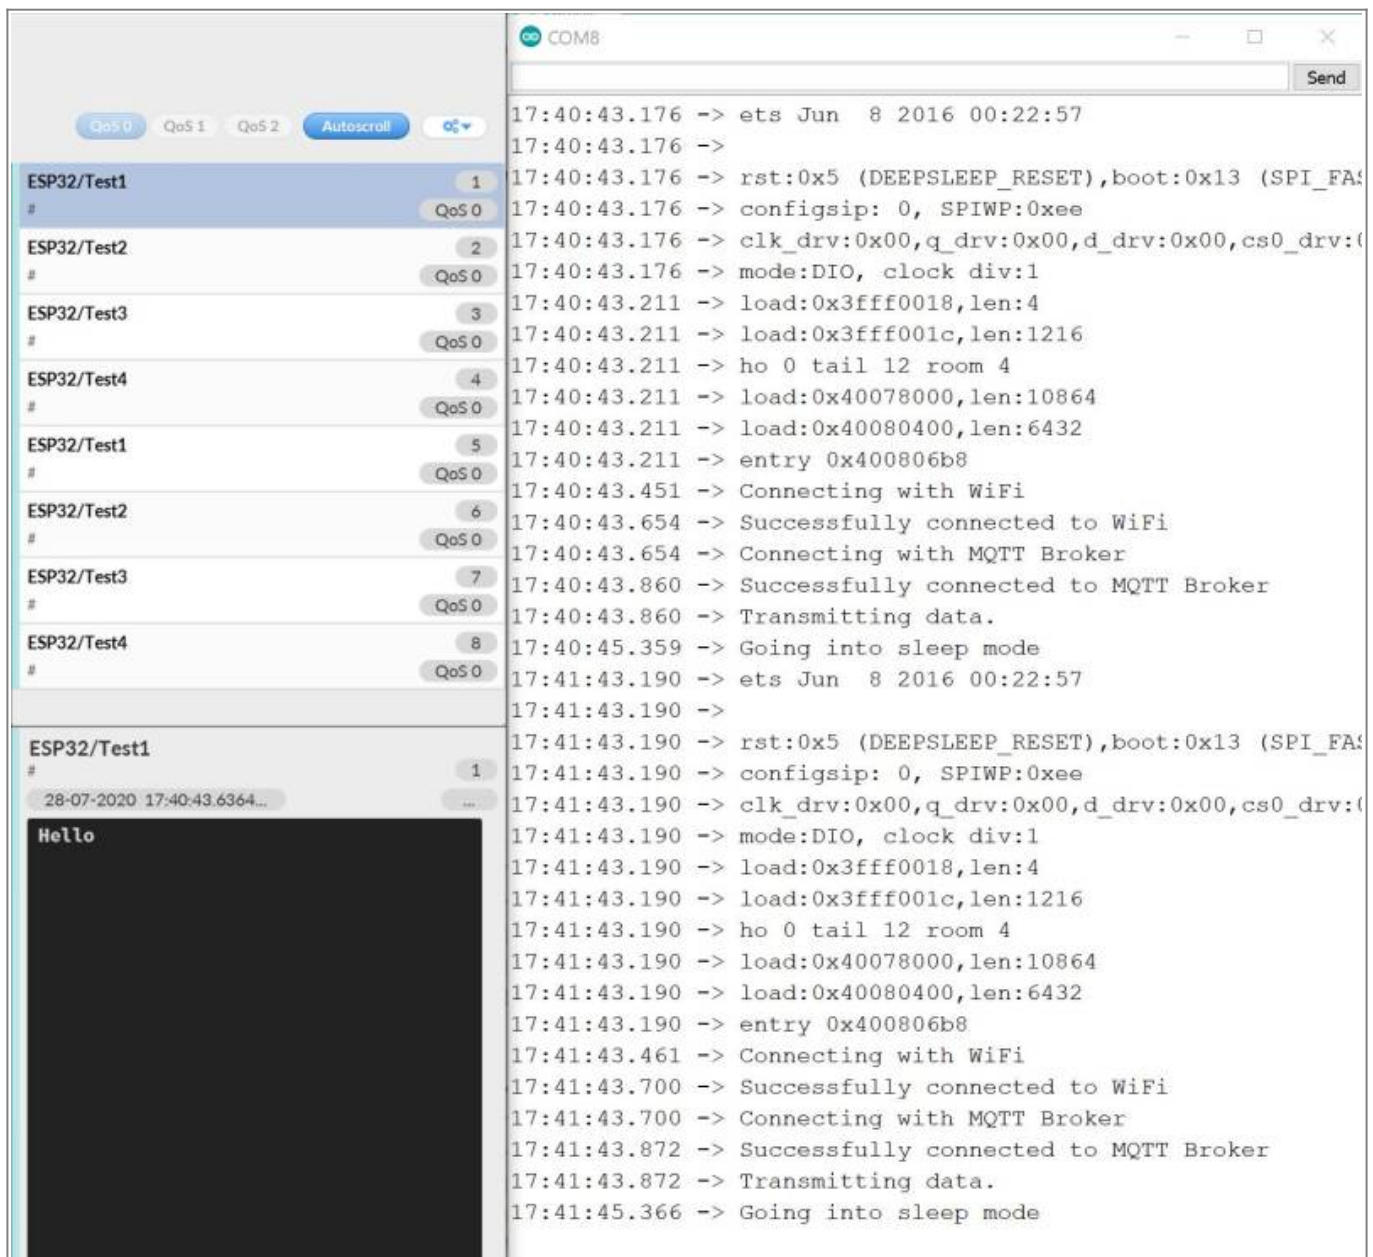 QoS 0 QoS 1 QoS 2 Autoscroll
ESP32/Test1 1
# QoS 0
ESP32/Test2 2
# QoS 0
ESP32/Test3 3
# QoS 0
ESP32/Test4 4
# QoS 0
ESP32/Test1 5
# QoS 0
ESP32/Test2 6
# QoS 0
ESP32/Test3 7
# QoS 0
ESP32/Test4 8
# QoS 0
ESP32/Test1
# 1
28-07-2020 17:40:43.6364... ...
Hello
COM8
Send
17:40:43.176 -> ets Jun  8 2016 00:22:57
17:40:43.176 ->
17:40:43.176 -> rst:0x5 (DEEPSLEEP_RESET),boot:0x13 (SPI_FAS
17:40:43.176 -> configsip: 0, SPIWP:0xee
17:40:43.176 -> clk_drv:0x00,q_drv:0x00,d_drv:0x00,cs0_drv:0
17:40:43.176 -> mode:DIO, clock div:1
17:40:43.211 -> load:0x3fff0018,len:4
17:40:43.211 -> load:0x3fff001c,len:1216
17:40:43.211 -> ho 0 tail 12 room 4
17:40:43.211 -> load:0x40078000,len:10864
17:40:43.211 -> load:0x40080400,len:6432
17:40:43.211 -> entry 0x400806b8
17:40:43.451 -> Connecting with WiFi
17:40:43.654 -> Successfully connected to WiFi
17:40:43.654 -> Connecting with MQTT Broker
17:40:43.860 -> Successfully connected to MQTT Broker
17:40:43.860 -> Transmitting data.
17:40:45.359 -> Going into sleep mode
17:41:43.190 -> ets Jun  8 2016 00:22:57
17:41:43.190 ->
17:41:43.190 -> rst:0x5 (DEEPSLEEP_RESET),boot:0x13 (SPI_FAS
17:41:43.190 -> configsip: 0, SPIWP:0xee
17:41:43.190 -> clk_drv:0x00,q_drv:0x00,d_drv:0x00,cs0_drv:0
17:41:43.190 -> mode:DIO, clock div:1
17:41:43.190 -> load:0x3fff0018,len:4
17:41:43.190 -> load:0x3fff001c,len:1216
17:41:43.190 -> ho 0 tail 12 room 4
17:41:43.190 -> load:0x40078000,len:10864
17:41:43.190 -> load:0x40080400,len:6432
17:41:43.190 -> entry 0x400806b8
17:41:43.461 -> Connecting with WiFi
17:41:43.700 -> Successfully connected to WiFi
17:41:43.700 -> Connecting with MQTT Broker
17:41:43.872 -> Successfully connected to MQTT Broker
17:41:43.872 -> Transmitting data.
17:41:45.366 -> Going into sleep mode